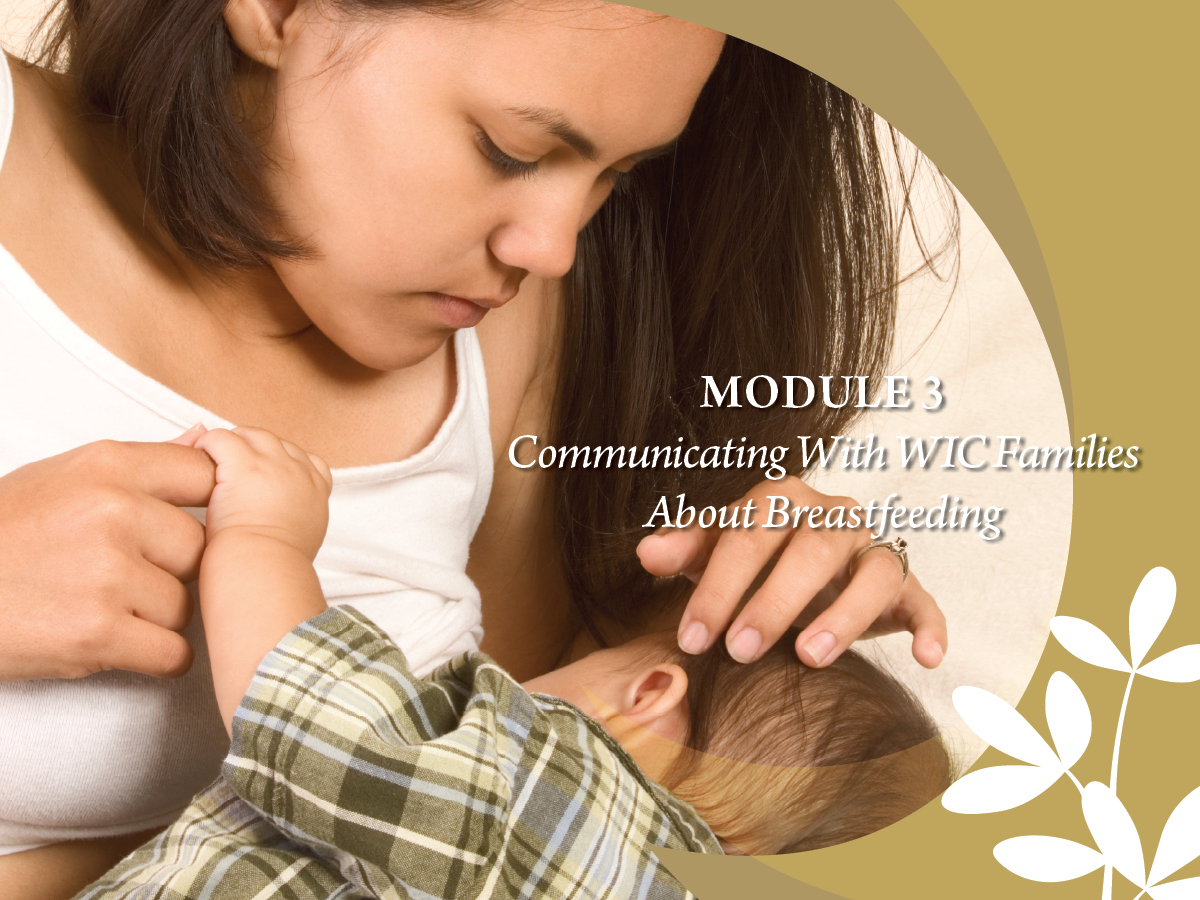 MODULE 3
Communicating With WIC Families
About Breastfeeding